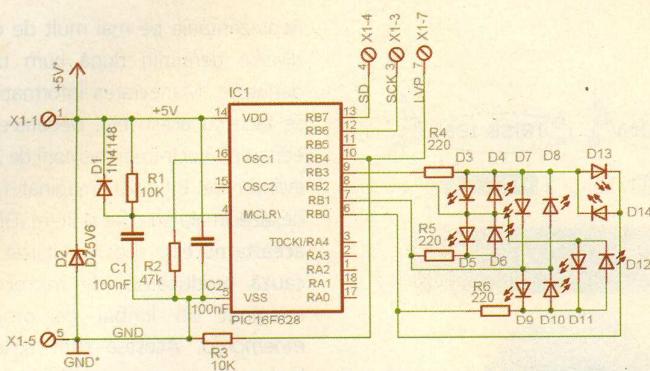 X1-4
X1-3
X1-7
SD 4
SCK 3
LVP 7
+5V
X1-1 1
+5V
IC1
14 VDD
16 OSC1
15 OSC2
4 MCLR\
5 VSS
RB7 13
RB6 12
RB5 11
RB4 10
RB3 9
RB2 8
RB1 7
RB0 6
T0CKI/RA4 3
RA3 2
RA2 1
RA1 18
RA0 17
PIC16F628
D1
1N4148
R1
10K
D2
DZ5V6
C1
100nF
R2
47k
C2
100nF
R3
10K
X1-5 5
GND
GND*
R4
220
R5
220
R6
220
D3
D4
D7
D8
D13
D14
D5
D6
D12
D9
D10
D11